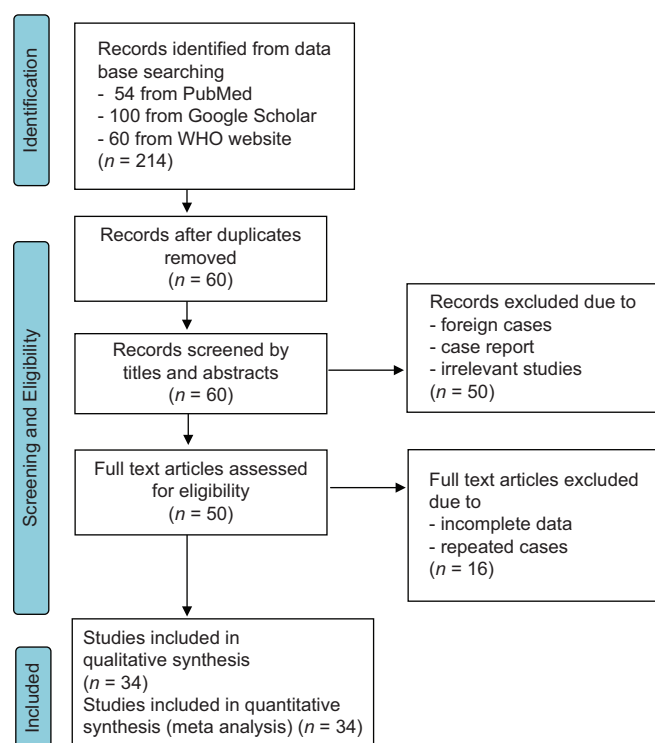 Identification
Records identified from data
base searching
- 54 from PubMed
- 100 from Google Scholar
- 60 from WHO website
(n = 214)
Screening and Eligibility
Records after duplicates
removed
(n = 60)
Records screened by
titles and abstracts
(n = 60)
Records excluded due to
- foreign cases
- case report
- irrelevant studies
(n = 50)
Full text articles assessed
for eligibility
(n = 50)
Full text articles excluded
due to
- incomplete data
- repeated cases
(n = 16)
Included
Studies included in
qualitative synthesis
(n = 34)
Studies included in quantitative
synthesis (meta analysis) (n = 34)